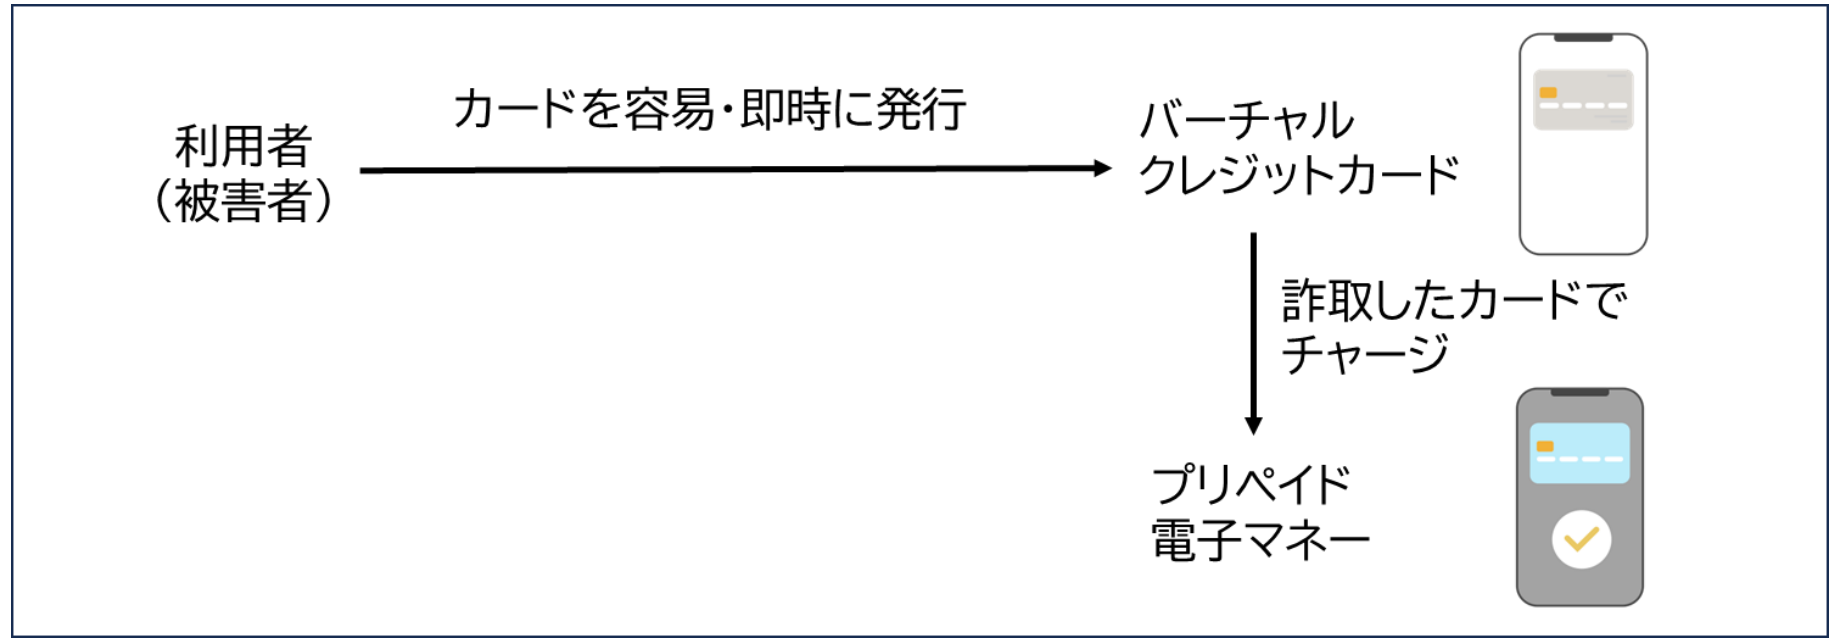 カードを容易・即時に発行
利用者
（被害者）
バーチャル
クレジットカード
詐取したカードで
チャージ
プリペイド
電子マネー